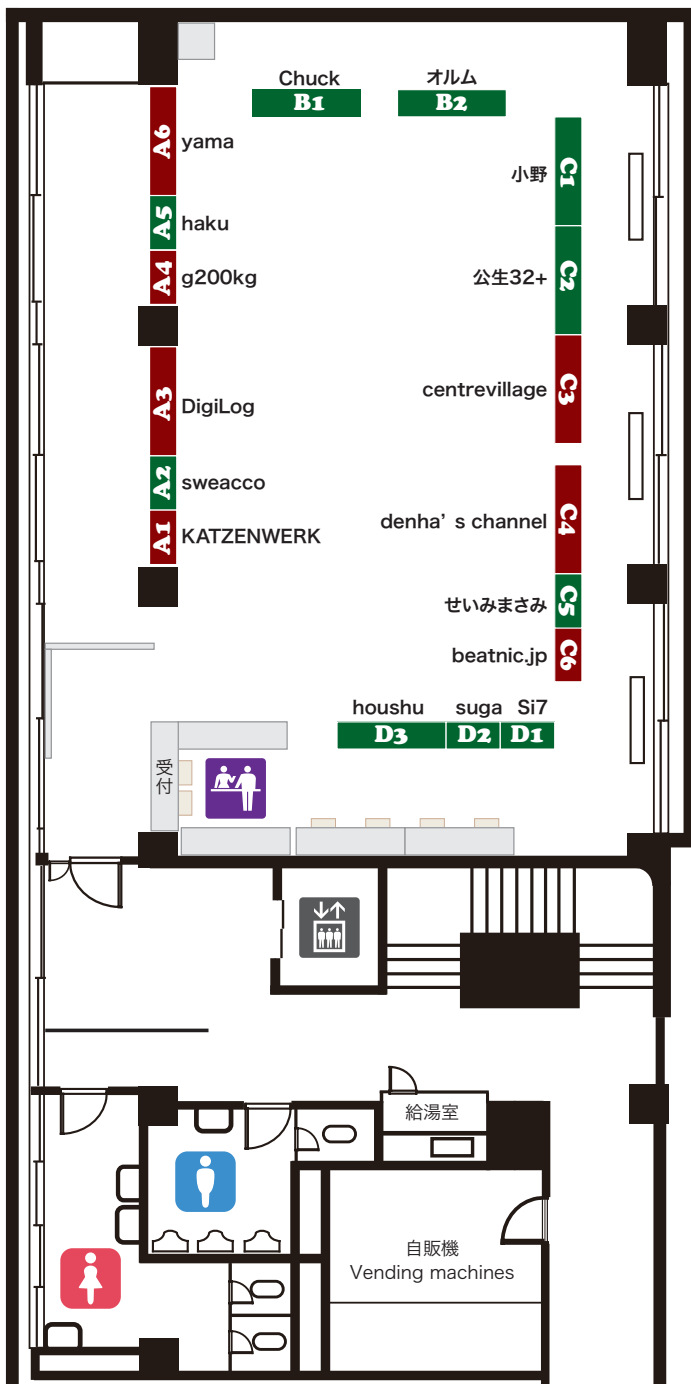 Chuck
B1
オルム
B2
A6
yama
A5
haku
A4
g200kg
A3
DigiLog
A2
sweacco
A1
KATZENWERK
小野
C1
公生32+
C2
centrevillage
C3
denha’s channel
C4
せいみまさみ
C5
beatnic.jp
C6
houshu
D3
suga
D2
Si7
D1
受付
給湯室
自販機
Vending machines